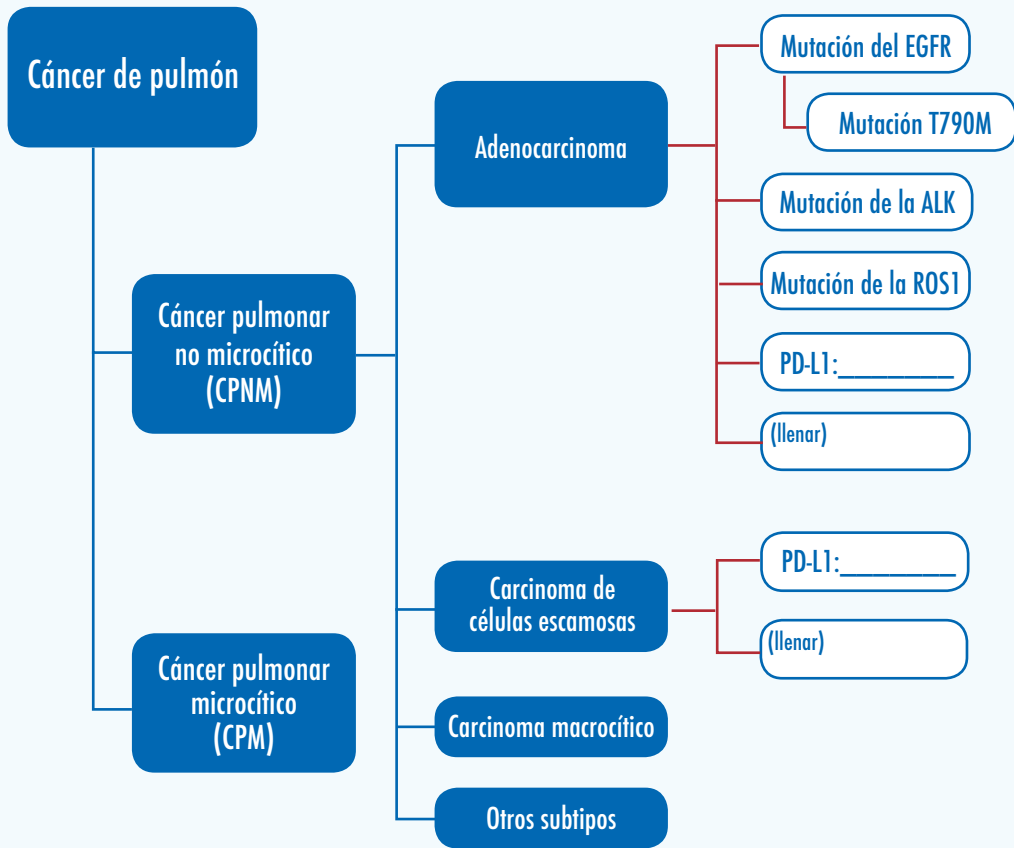 Cáncer de pulmón
Cáncer pulmonar
no microcítico
(CPNM)
Cáncer pulmonar
microcítico
(CPM)
Adenocarcinoma
Mutación del EGFR
Mutación T790M
Mutación de la ALK
Mutación de la ROS1
PD-L1:________
(llenar)
Carcinoma de
células escamosas
PD-L1:________
(llenar)
Carcinoma macrocítico
Otros subtipos